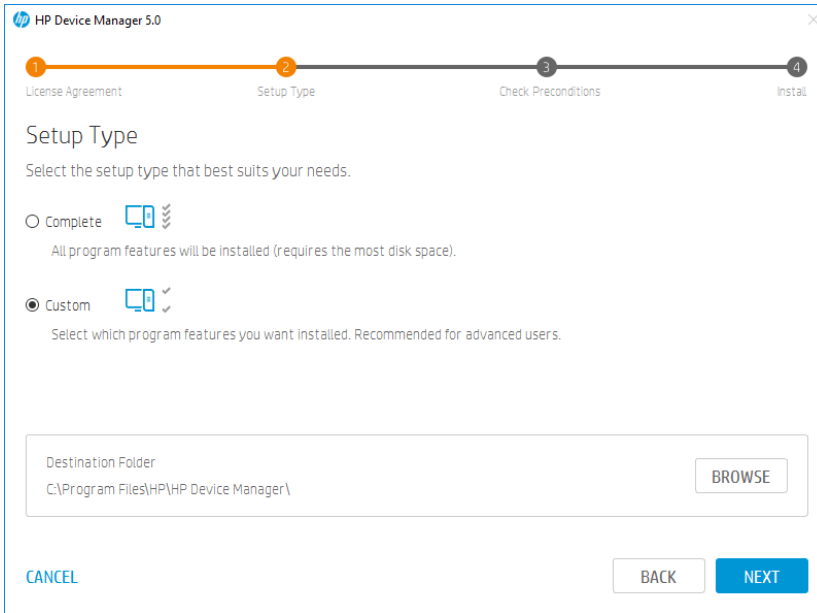 hp HP Device Manager 5.0
1 2 3 4
License Agreement Setup Type Check Preconditions Install
Setup Type
Select the setup type that best suits your needs.
Complete
All program features will be installed (requires the most disk space).
Custom
Select which program features you want installed. Recommended for advanced users.
Destination Folder
C:\Program Files\HP\HP Device Manager\
BROWSE
CANCEL BACK NEXT